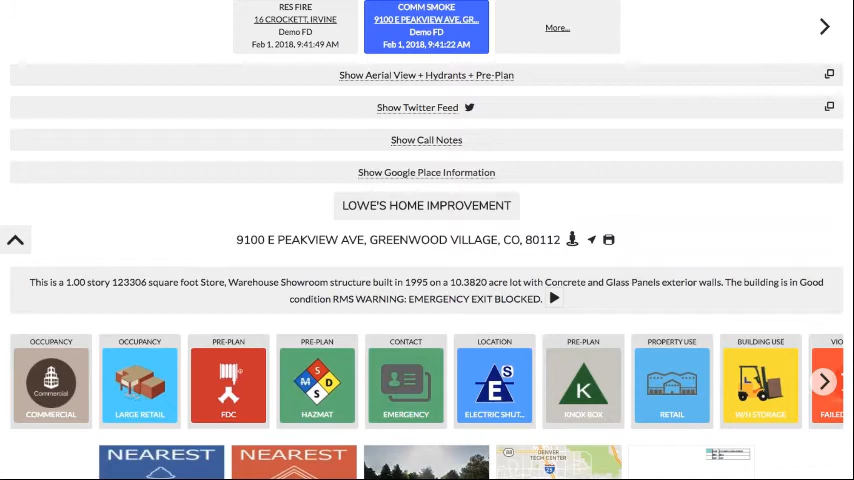 RES FIRE
16 CROCKETT, IRVINE
Demo FD
Feb 1, 2018, 9:41:49 AM
COMM SMOKE
9100 E PEAKVIEW AVE, GR...
Demo FD
Feb 1, 2018, 9:41:22 AM
More...
Show Aerial View + Hydrants + Pre-Plan
Show Twitter Feed
Show Call Notes
Show Google Place Information
LOWE'S HOME IMPROVEMENT
9100 E PEAKVIEW AVE, GREENWOOD VILLAGE, CO, 80112
This is a 1.00 story 123306 square foot Store, Warehouse Showroom structure built in 1995 on a 10.3820 acre lot with Concrete and Glass Panels exterior walls. The building is in Good
condition RMS WARNING: EMERGENCY EXIT BLOCKED.
OCCUPANCY
Commercial
COMMERCIAL
OCCUPANCY
LARGE RETAIL
PRE-PLAN
FDC
PRE-PLAN
S
M D
S
HAZMAT
CONTACT
EMERGENCY
LOCATION
S
E
ELECTRIC SHUT...
PRE-PLAN
K
KNOX BOX
PROPERTY USE
RETAIL
BUILDING USE
L
W/H STORAGE
VIO
FAILED
NEAREST
NEAREST
88
DENVER
TECH CENTER
25